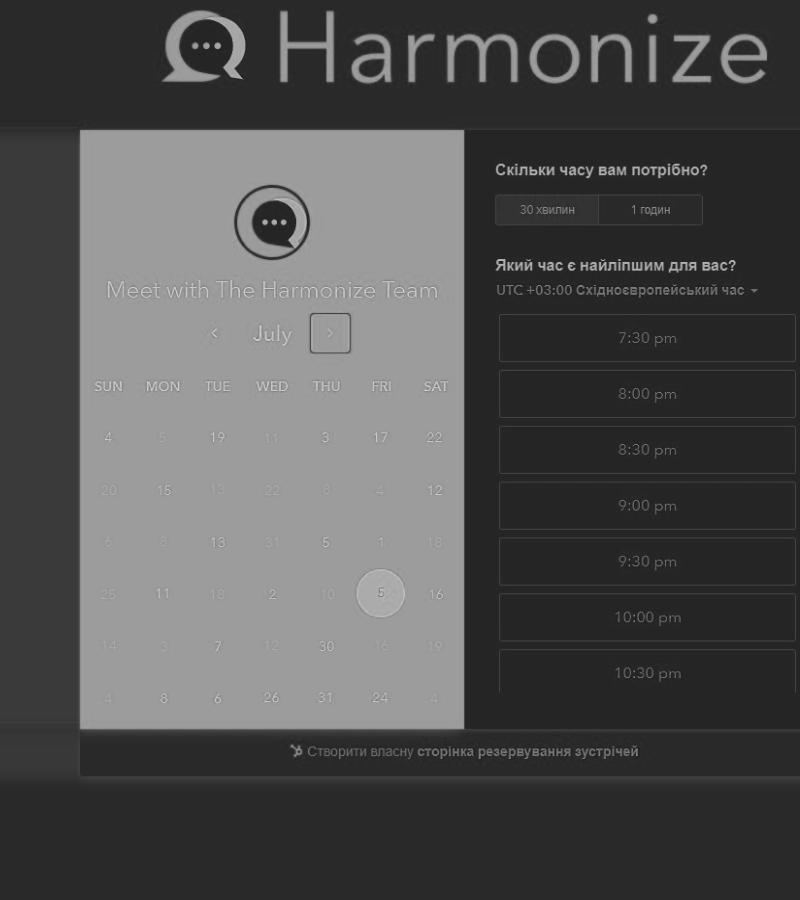 Harmonize
Meet with The Harmonize Team
July
SUN MON TUE WED THU FRI SAT
4 5 19 11 3 17 22
20 15 13 22 8 4 12
6 8 13 31 5 1 18
25 11 18 2 10 5 16
14 3 7 12 30 16 19
4 8 6 26 31 24 4
Скільки часу вам потрібно?
30 хвилин 1 годин
Який час є найліпшим для вас?
UTC +03:00 Східноєвропейський час
7:30 pm
8:00 pm
8:30 pm
9:00 pm
9:30 pm
10:00 pm
10:30 pm
Створити власну сторінка резервування зустрічей